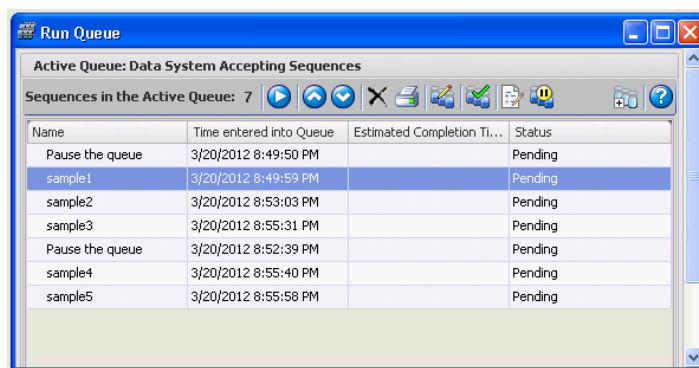 Run Queue
Active Queue: Data System Accepting Sequences
Sequences in the Active Queue: 7
Name Time entered into Queue Estimated Completion Ti... Status
Pause the queue 3/20/2012 8:49:50 PM Pending
sample1 3/20/2012 8:49:59 PM Pending
sample2 3/20/2012 8:53:03 PM Pending
sample3 3/20/2012 8:55:31 PM Pending
Pause the queue 3/20/2012 8:52:39 PM Pending
sample4 3/20/2012 8:55:40 PM Pending
sample5 3/20/2012 8:55:58 PM Pending